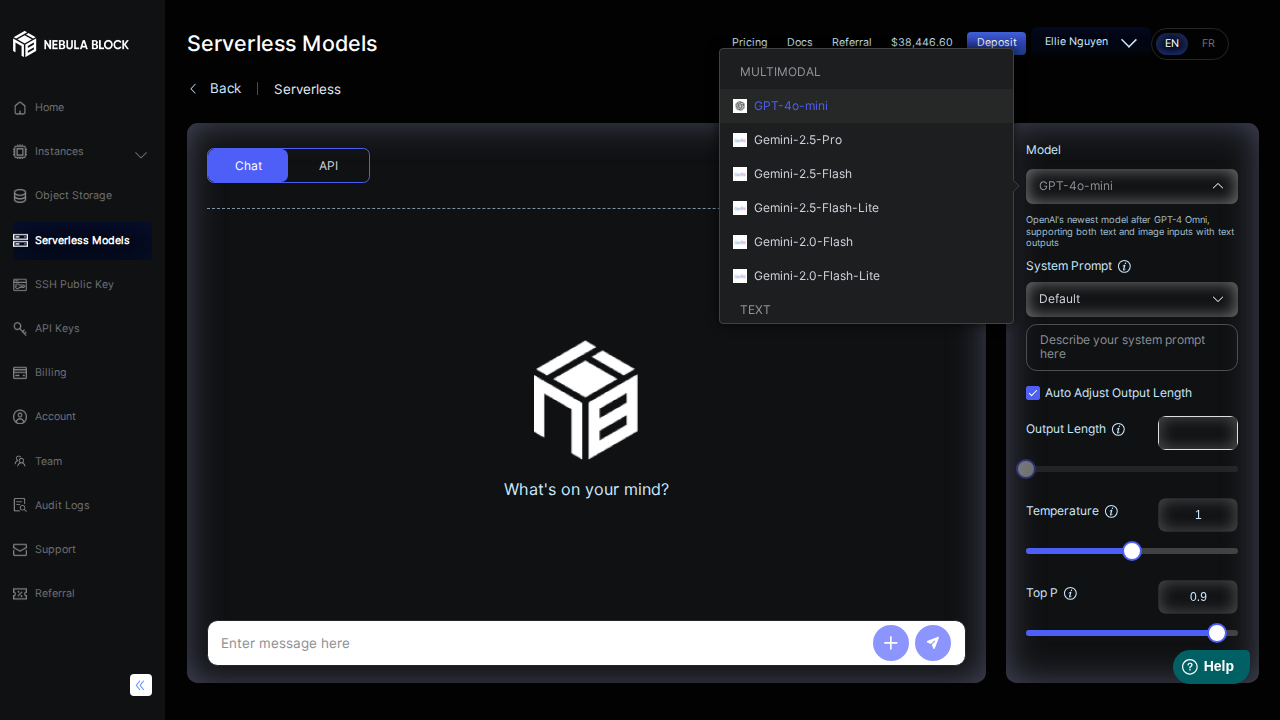 NEBULA BLOCK
Home
Instances
Object Storage
Serverless Models
SSH Public Key
API Keys
Billing
Account
Team
Audit Logs
Support
Referral
Serverless Models
Pricing
Docs
Referral
$38,446.60
Deposit
Ellie Nguyen
EN
FR
Back
Serverless
Chat
API
MULTIMODAL
GPT-4o-mini
Gemini-2.5-Pro
Gemini-2.5-Flash
Gemini-2.5-Flash-Lite
Gemini-2.0-Flash
Gemini-2.0-Flash-Lite
TEXT
What's on your mind?
Enter message here
Model
GPT-4o-mini
OpenAI's newest model after GPT-4 Omni,
supporting both text and image inputs with text
outputs
System Prompt
Default
Describe your system prompt
here
Auto Adjust Output Length
Output Length
Temperature
1
Top P
0.9
Help